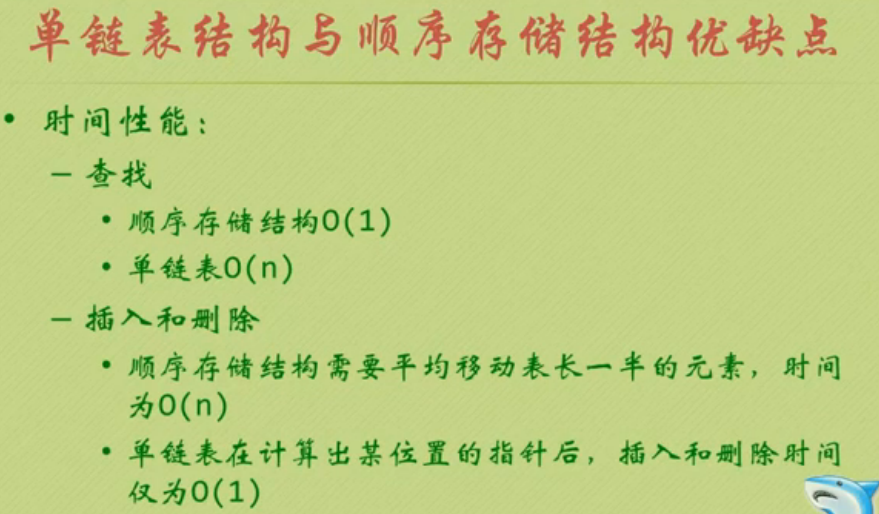 单链表结构与顺序存储结构优缺点
• 时间性能：
– 查找
• 顺序存储结构O(1)
• 单链表O(n)
– 插入和删除
• 顺序存储结构需要平均移动表长一半的元素，时间
为O(n)
• 单链表在计算出某位置的指针后，插入和删除时间
仅为O(1)